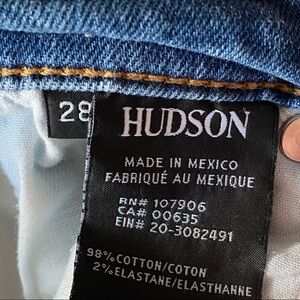 28
HUDSON
MADE IN MEXICO
FABRIQUÉ AU MEXIQUE
RN# 107906
CA# 00635
EIN# 20-3082491
98% COTTON/COTON
2% ELASTANE/ELASTHANNE